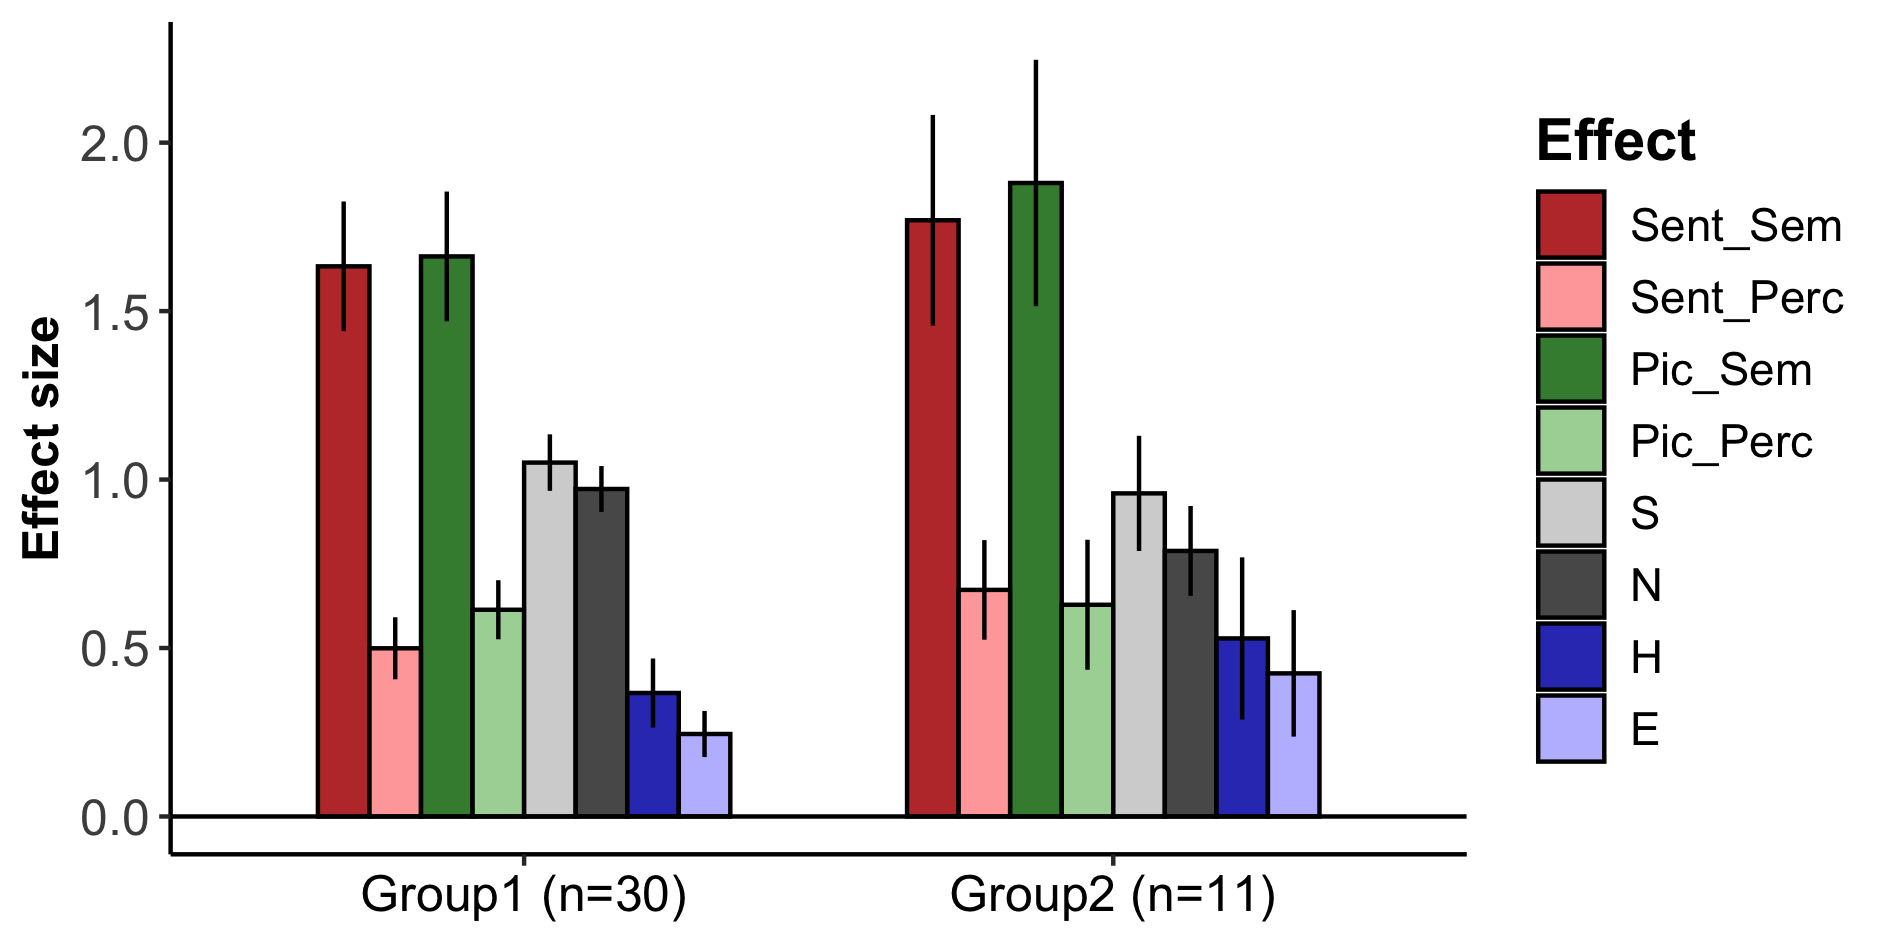 Effect size
2.0
1.5
1.0
0.5
0.0
Group1 (n=30)
Group2 (n=11)
Effect
Sent_Sem
Sent_Perc
Pic_Sem
Pic_Perc
S
N
H
E